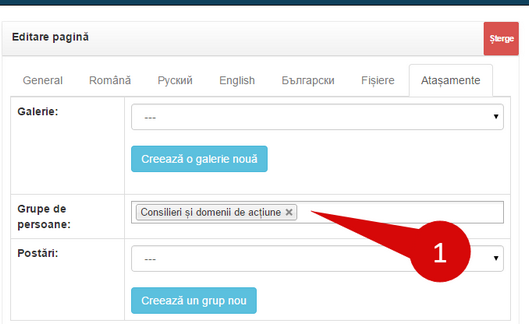 Editare pagină
Șterge
General Română Русский English Български Fișiere Atașamente
Galerie:
---
Creează o galerie nouă
Grupe de
persoane:
Consilieri și domenii de acțiune ×
1
Postări:
---
Creează un grup nou